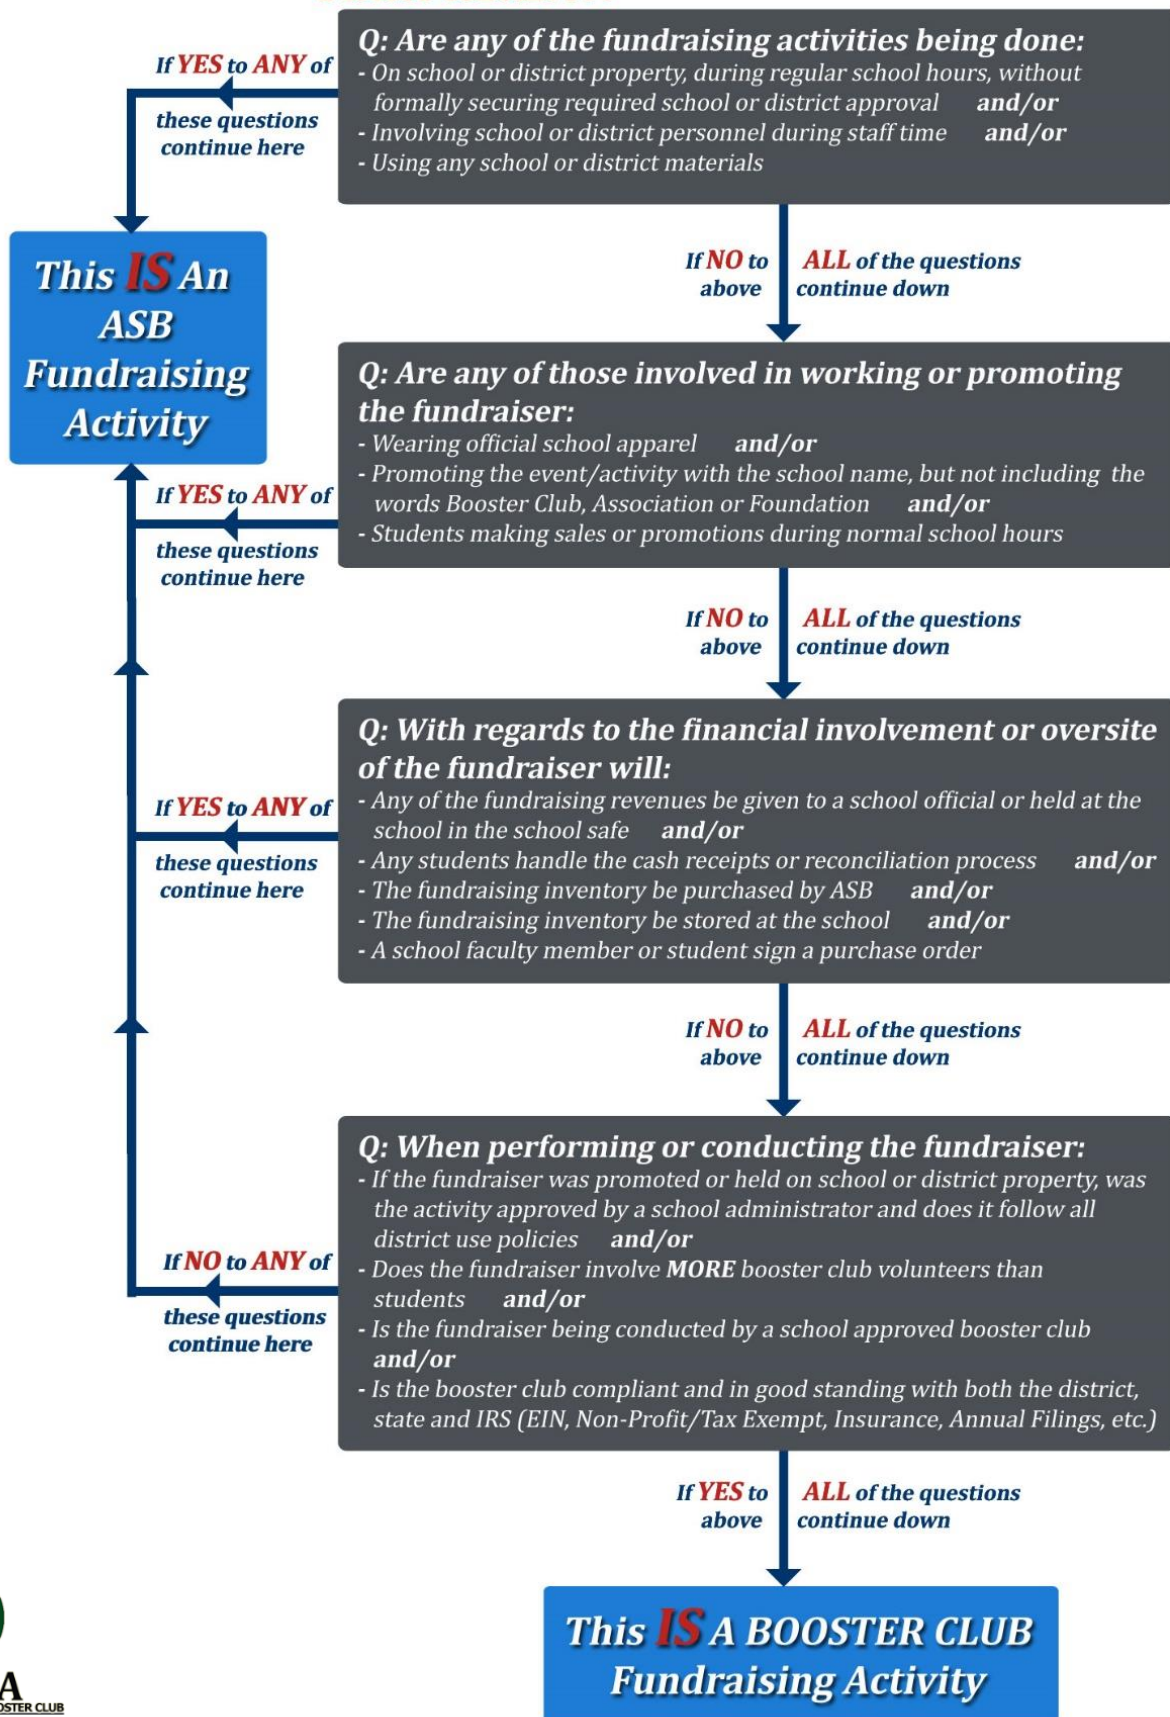 Q: Are any of the fundraising activities being done:
- On school or district property, during regular school hours, without
formally securing required school or district approval and/or
- Involving school or district personnel during staff time and/or
- Using any school or district materials
If YES to ANY of
these questions
continue here
This IS An
ASB
Fundraising
Activity
If NO to ALL of the questions
above continue down
Q: Are any of those involved in working or promoting
the fundraiser:
- Wearing official school apparel and/or
- Promoting the event/activity with the school name, but not including the
words Booster Club, Association or Foundation and/or
- Students making sales or promotions during normal school hours
If YES to ANY of
these questions
continue here
If NO to ALL of the questions
above continue down
Q: With regards to the financial involvement or oversite
of the fundraiser will:
- Any of the fundraising revenues be given to a school official or held at the
school in the school safe and/or
- Any students handle the cash receipts or reconciliation process and/or
- The fundraising inventory be purchased by ASB and/or
- The fundraising inventory be stored at the school and/or
- A school faculty member or student sign a purchase order
If YES to ANY of
these questions
continue here
If NO to ALL of the questions
above continue down
Q: When performing or conducting the fundraiser:
- If the fundraiser was promoted or held on school or district property, was
the activity approved by a school administrator and does it follow all
district use policies and/or
- Does the fundraiser involve MORE booster club volunteers than
students and/or
- Is the fundraiser being conducted by a school approved booster club
and/or
- Is the booster club compliant and in good standing with both the district,
state and IRS (EIN, Non-Profit/Tax Exempt, Insurance, Annual Filings, etc.)
If NO to ANY of
these questions
continue here
If YES to ALL of the questions
above continue down
This IS A BOOSTER CLUB
Fundraising Activity
A
OSTER CLUB